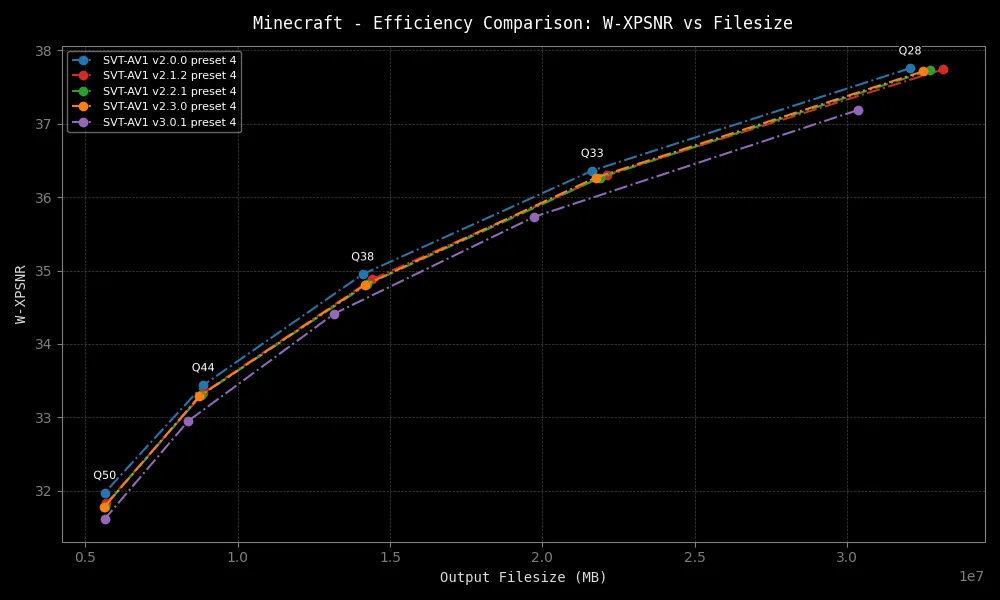 Minecraft - Efficiency Comparison: W-XPSNR vs Filesize
SVT-AV1 v2.0.0 preset 4
SVT-AV1 v2.1.2 preset 4
SVT-AV1 v2.2.1 preset 4
SVT-AV1 v2.3.0 preset 4
SVT-AV1 v3.0.1 preset 4
Q28
Q33
Q38
Q44
Q50
W-XPSNR
38
37
36
35
34
33
32
0.5 1.0 1.5 2.0 2.5 3.0
1e7
Output Filesize (MB)